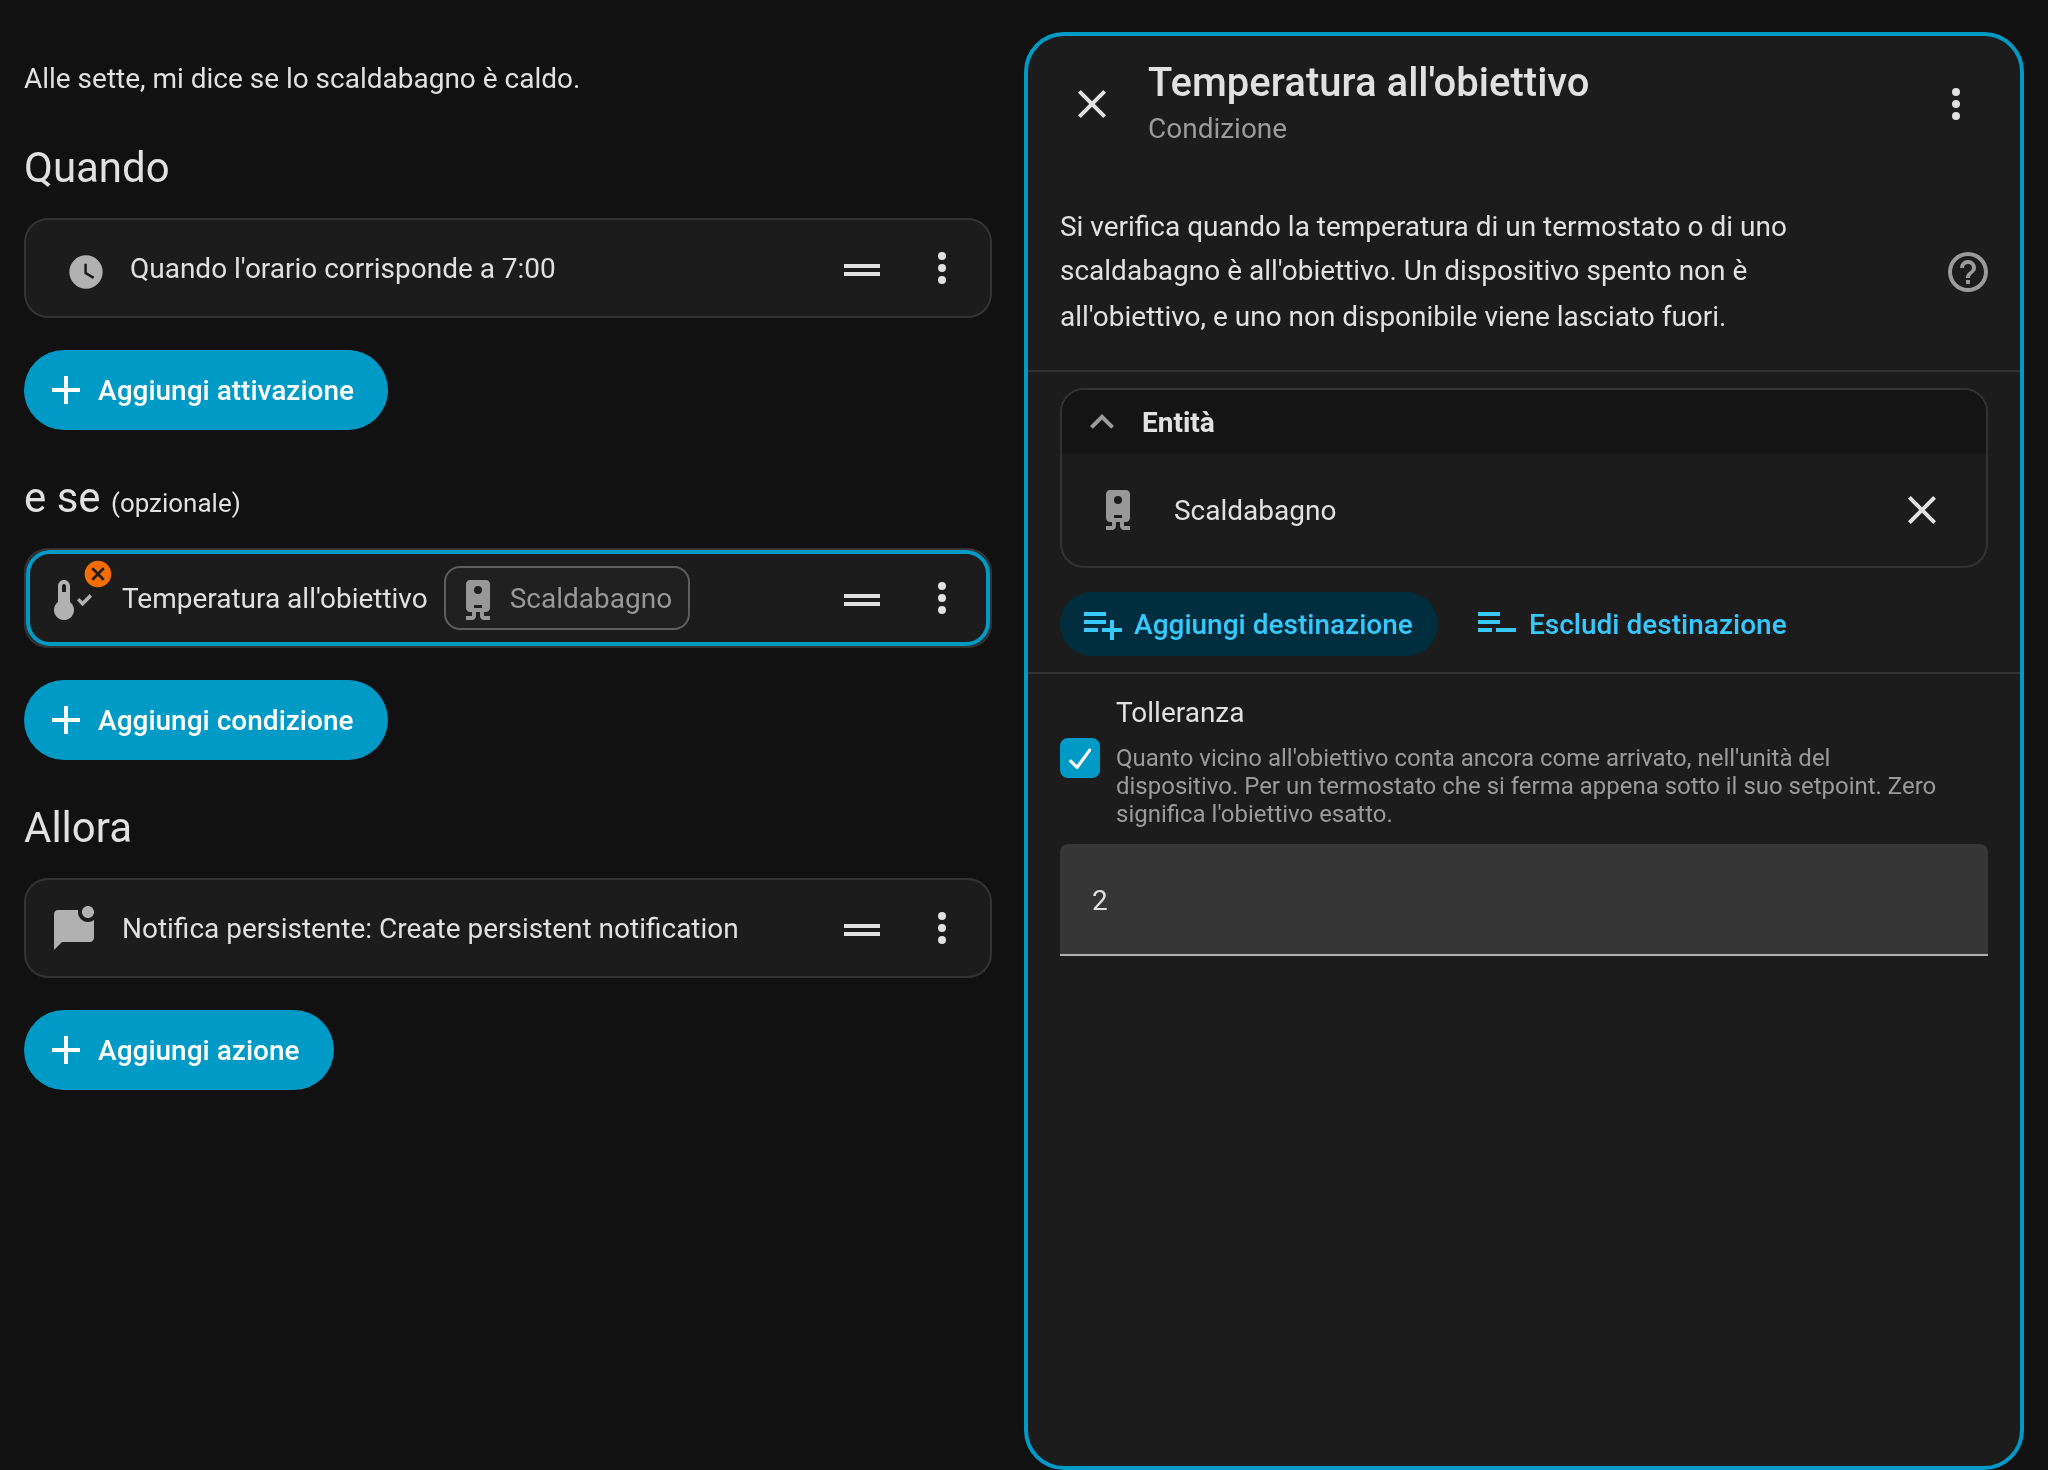 Alle sette, mi dice se lo scaldabagno è caldo.
Quando
Quando l'orario corrisponde a 7:00
Aggiungi attivazione
e se (opzionale)
Temperatura all'obiettivo Scaldabagno
Aggiungi condizione
Allora
Notifica persistente: Create persistent notification
Aggiungi azione
Temperatura all'obiettivo
Condizione
Si verifica quando la temperatura di un termostato o di uno
scaldabagno è all'obiettivo. Un dispositivo spento non è
all'obiettivo, e uno non disponibile viene lasciato fuori.
Entità
Scaldabagno
Aggiungi destinazione Escludi destinazione
Tolleranza
Quanto vicino all'obiettivo conta ancora come arrivato, nell'unità del
dispositivo. Per un termostato che si ferma appena sotto il suo setpoint. Zero
significa l'obiettivo esatto.
2